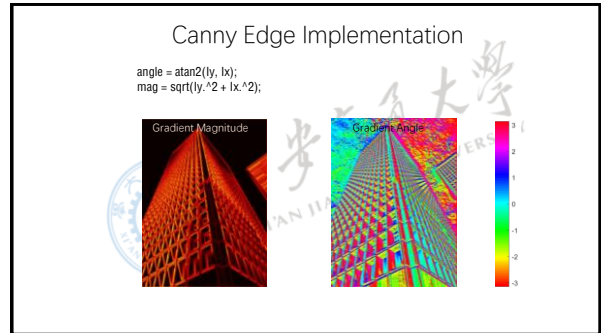 Canny Edge Implementation
angle = atan2(Iy, Ix);
mag = sqrt(Iy.^2 + Ix.^2);
Gradient Magnitude
Gradient Angle
3
2
1
0
-1
-2
-3